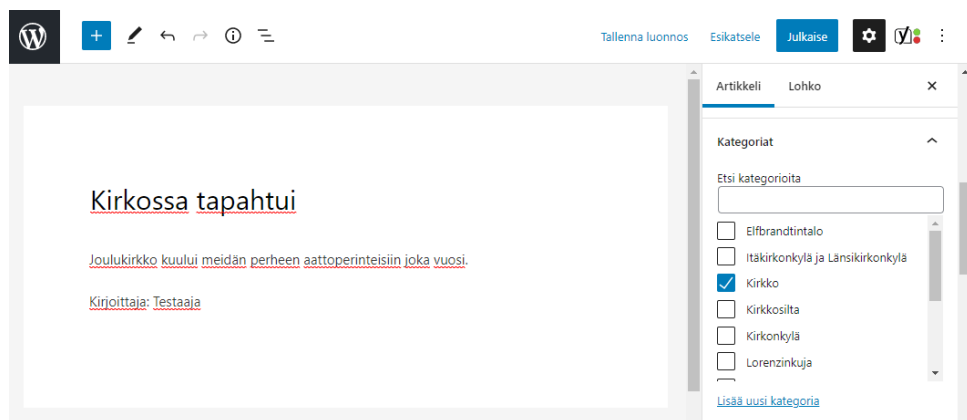 Tallenna luonnos Esikatsele Julkaise
Artikkeli Lohko
Kategoriat
Etsi kategorioita
Kirkossa tapahtui
Elfbrandtintalo
Joulukirkko kuului meidän perheen aattoperinteisiin joka vuosi.
Itäkirkonkylä ja Länsikirkonkylä
Kirkko
Kirjoittaja: Testaaja
Kirkkosilta
Kirkonkylä
Lorenzinkuja
Lisää uusi kategoria